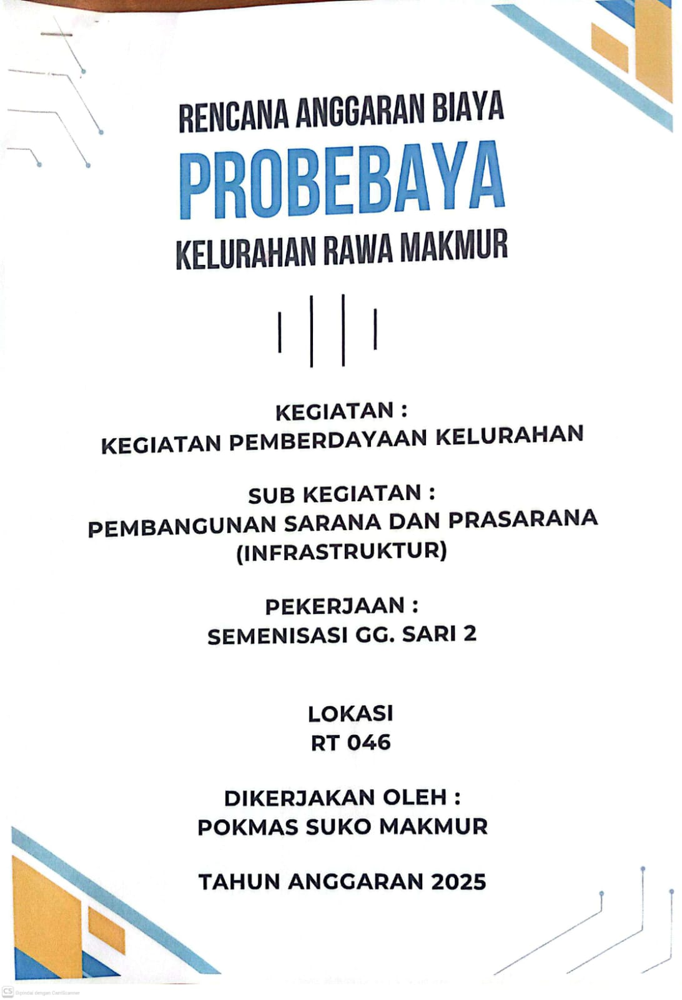 RENCANA ANGGARAN BIAYA
PROBEBAYA
KELURAHAN RAWA MAKMUR
KEGIATAN :
KEGIATAN PEMBERDAYAAN KELURAHAN
SUB KEGIATAN :
PEMBANGUNAN SARANA DAN PRASARANA
(INFRASTRUKTUR)
PEKERJAAN :
SEMENISASI GG. SARI 2
LOKASI
RT 046
DIKERJAKAN OLEH :
POKMAS SUKO MAKMUR
TAHUN ANGGARAN 2025
CS Dipindai dengan CamScanner